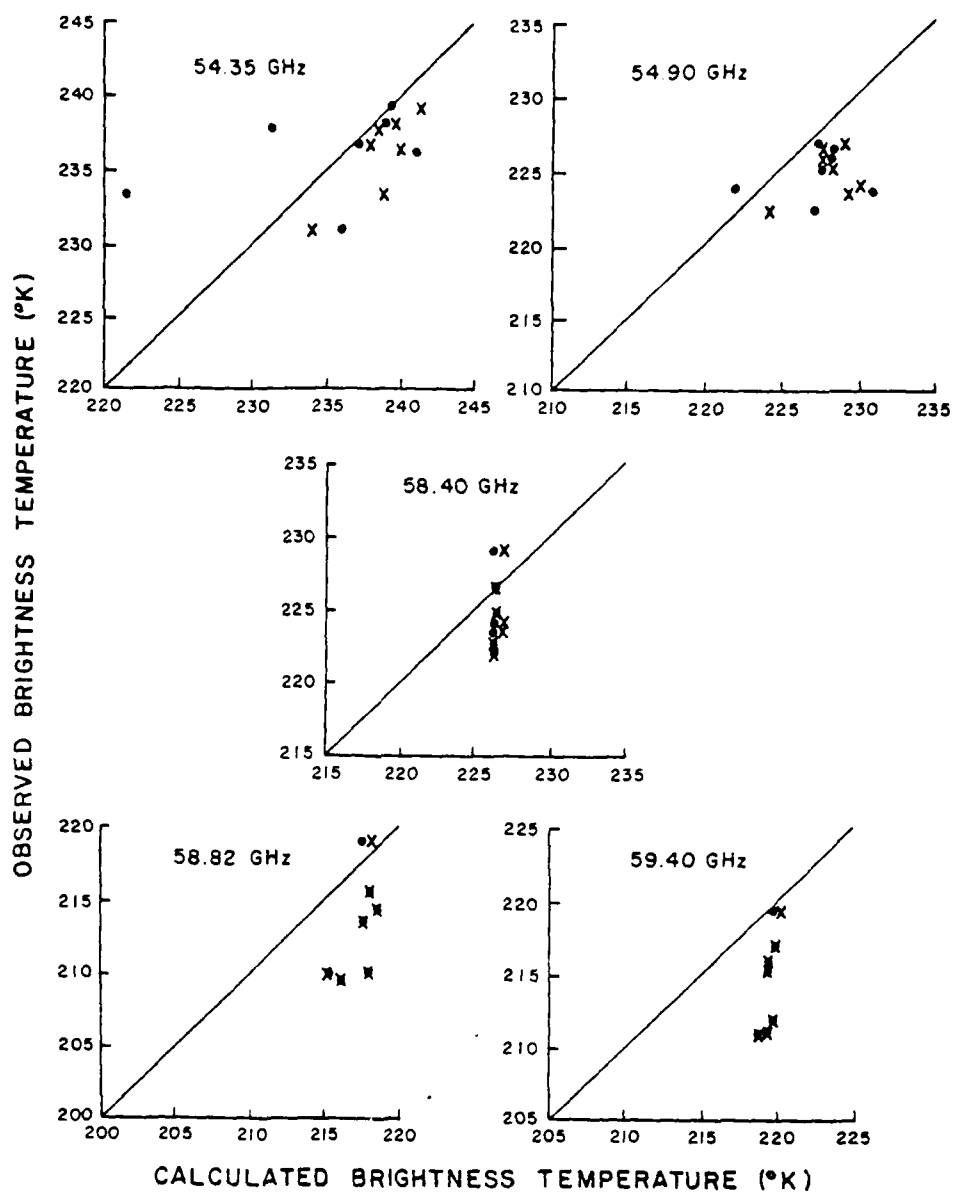 OBSERVED BRIGHTNESS TEMPERATURE (°K)
54.35 GHz
245
240
235
230
225
220
220 225 230 235 240 245
54.90 GHz
235
230
225
220
215
210
210 215 220 225 230 235
58.40 GHz
235
230
225
220
215
215 220 225 230 235
58.82 GHz
220
215
210
205
200
200 205 210 215 220
59.40 GHz
225
220
215
210
205
205 210 215 220 225
CALCULATED BRIGHTNESS TEMPERATURE (°K)